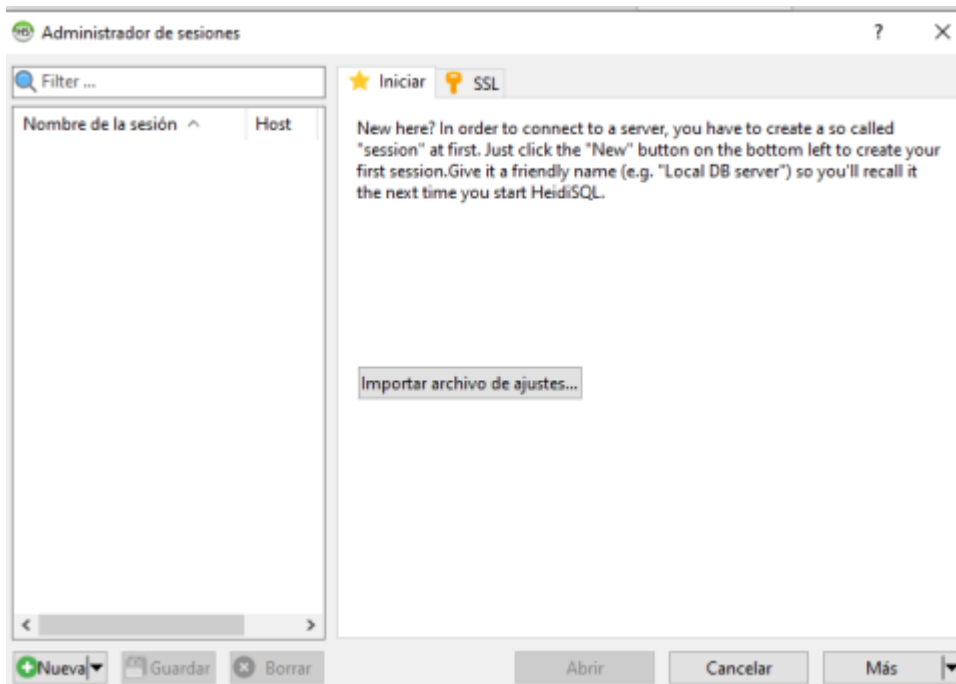 HS Administrador de sesiones ?
Filter ...
Nombre de la sesión Host
Iniciar SSL
New here? In order to connect to a server, you have to create a so called
"session" at first. Just click the "New" button on the bottom left to create your
first session.Give it a friendly name (e.g. "Local DB server") so you'll recall it
the next time you start HeidiSQL.
Importar archivo de ajustes...
Nueva Guardar Borrar Abrir Cancelar Más